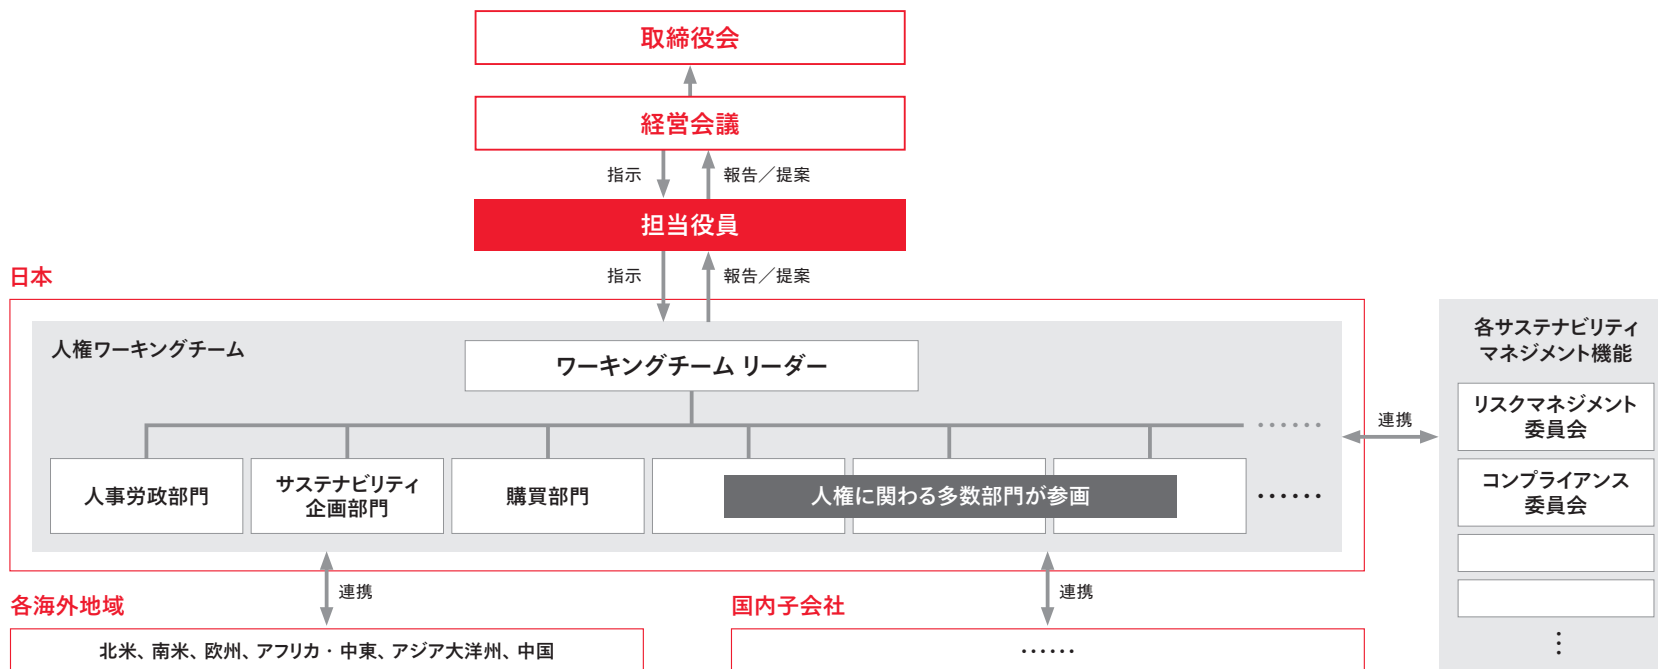 取締役会
経営会議
指示
報告／提案
担当役員
指示
報告／提案
日本
人権ワーキングチーム
ワーキングチーム リーダー
……
人事労政部門
サステナビリティ
企画部門
購買部門
人権に関わる多数部門が参画
……
連携
各サステナビリティ
マネジメント機能
リスクマネジメント
委員会
コンプライアンス
委員会
⋮
連携
連携
各海外地域
北米、南米、欧州、アフリカ・中東、アジア大洋州、中国
国内子会社
……